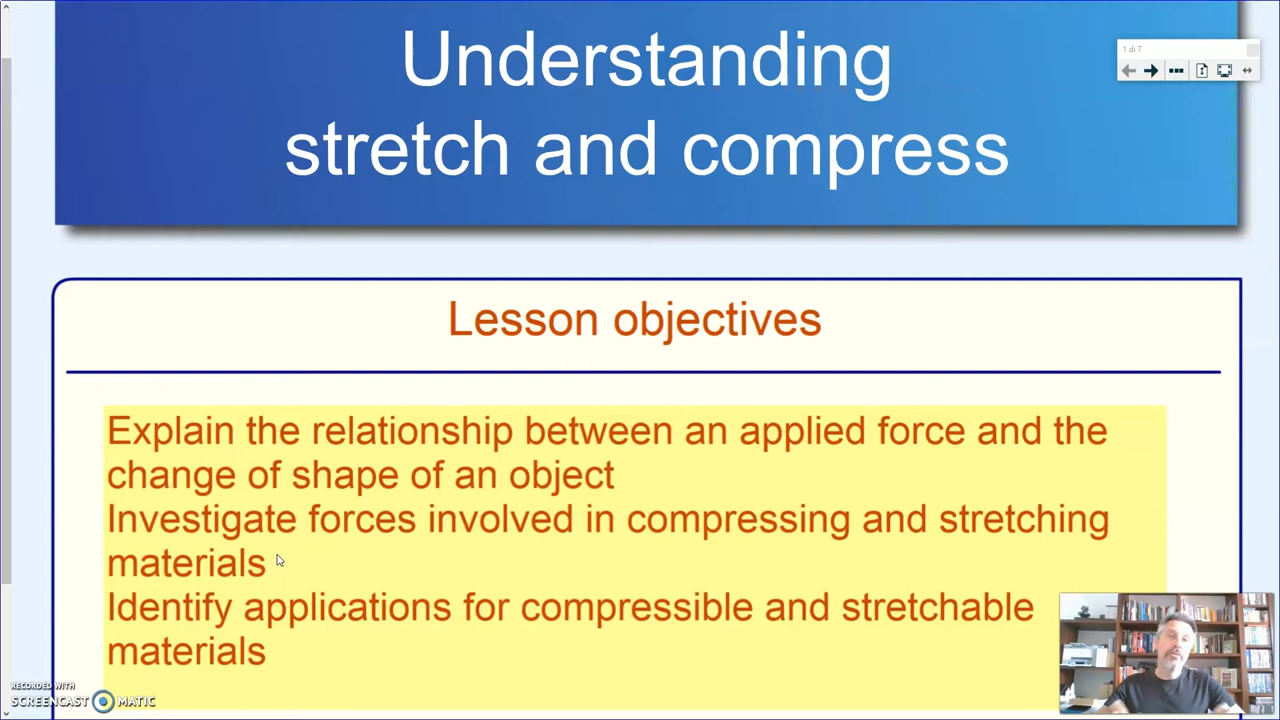 Understanding
stretch and compress
1 di 7
Lesson objectives
Explain the relationship between an applied force and the
change of shape of an object
Investigate forces involved in compressing and stretching
materials
Identify applications for compressible and stretchable
materials
RECORDED WITH
SCREENCAST MATIC